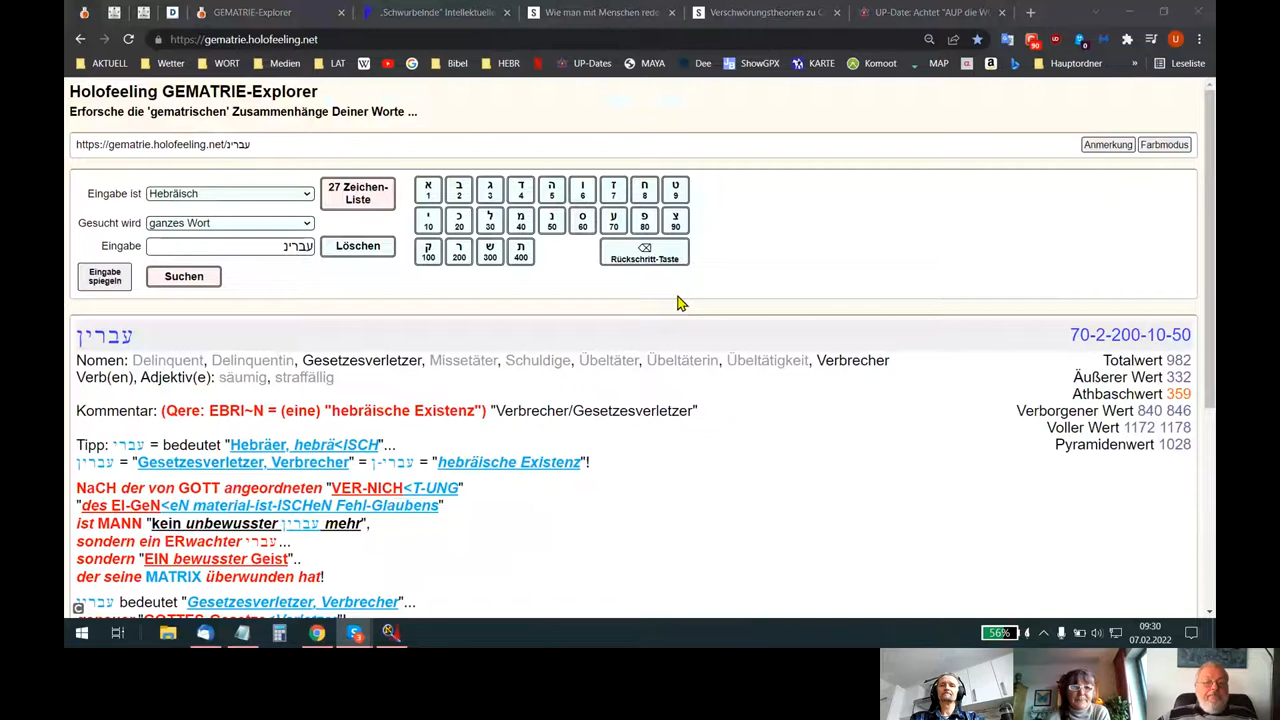 GEMATRIE-Explorer
„Schwurbelnde" Intellektuelle
Wie man mit Menschen rede
Verschwörungstheorien zu C
UP-Date: Achtet "AUP die W
https://gematrie.holofeeling.net
AKTUELL Wetter WORT Medien LAT Bibel HEBR UP-Dates MAYA Dee ShowGPX KARTE Komoot MAP Hauptordner » Leseliste
Holofeeling GEMATRIE-Explorer
Erforsche die 'gematrischen' Zusammenhänge Deiner Worte ...
https://gematrie.holofeeling.net/עברינ
Anmerkung Farbmodus
Eingabe ist Hebräisch
27 Zeichen-Liste
Gesucht wird ganzes Wort
Eingabe עברינ Löschen
Eingabe spiegeln Suchen
א ב ג ד ה ו ז ח ט
1 2 3 4 5 6 7 8 9
י כ ל מ נ ס ע פ צ
10 20 30 40 50 60 70 80 90
ק ר ש ת
100 200 300 400
Rückschritt-Taste
עברין 70-2-200-10-50
Nomen: Delinquent, Delinquentin, Gesetzesverletzer, Missetäter, Schuldige, Übeltäter, Übeltäterin, Übeltätigkeit, Verbrecher
Verb(en), Adjektiv(e): säumig, straffällig
Totalwert 982
Äußerer Wert 332
Athbaschwert 359
Verborgener Wert 840 846
Voller Wert 1172 1178
Pyramidenwert 1028
Kommentar: (Qere: EBRI~N = (eine) "hebräische Existenz") "Verbrecher/Gesetzesverletzer"
Tipp: עברי = bedeutet "Hebräer, hebrä<ISCH"...
עברין = "Gesetzesverletzer, Verbrecher" = עברי-ן = "hebräische Existenz"!
NaCH der von GOTT angeordneten "VER-NICH<T-UNG"
"des EI-GeN<eN material-ist-ISCHeN Fehl-Glaubens"
ist MANN "kein unbewusster עברין mehr",
sondern ein ERwachter עברי...
sondern "EIN bewusster Geist"..
der seine MATRIX überwunden hat!
עברין bedeutet "Gesetzesverletzer, Verbrecher"...
56%
09:30
07.02.2022